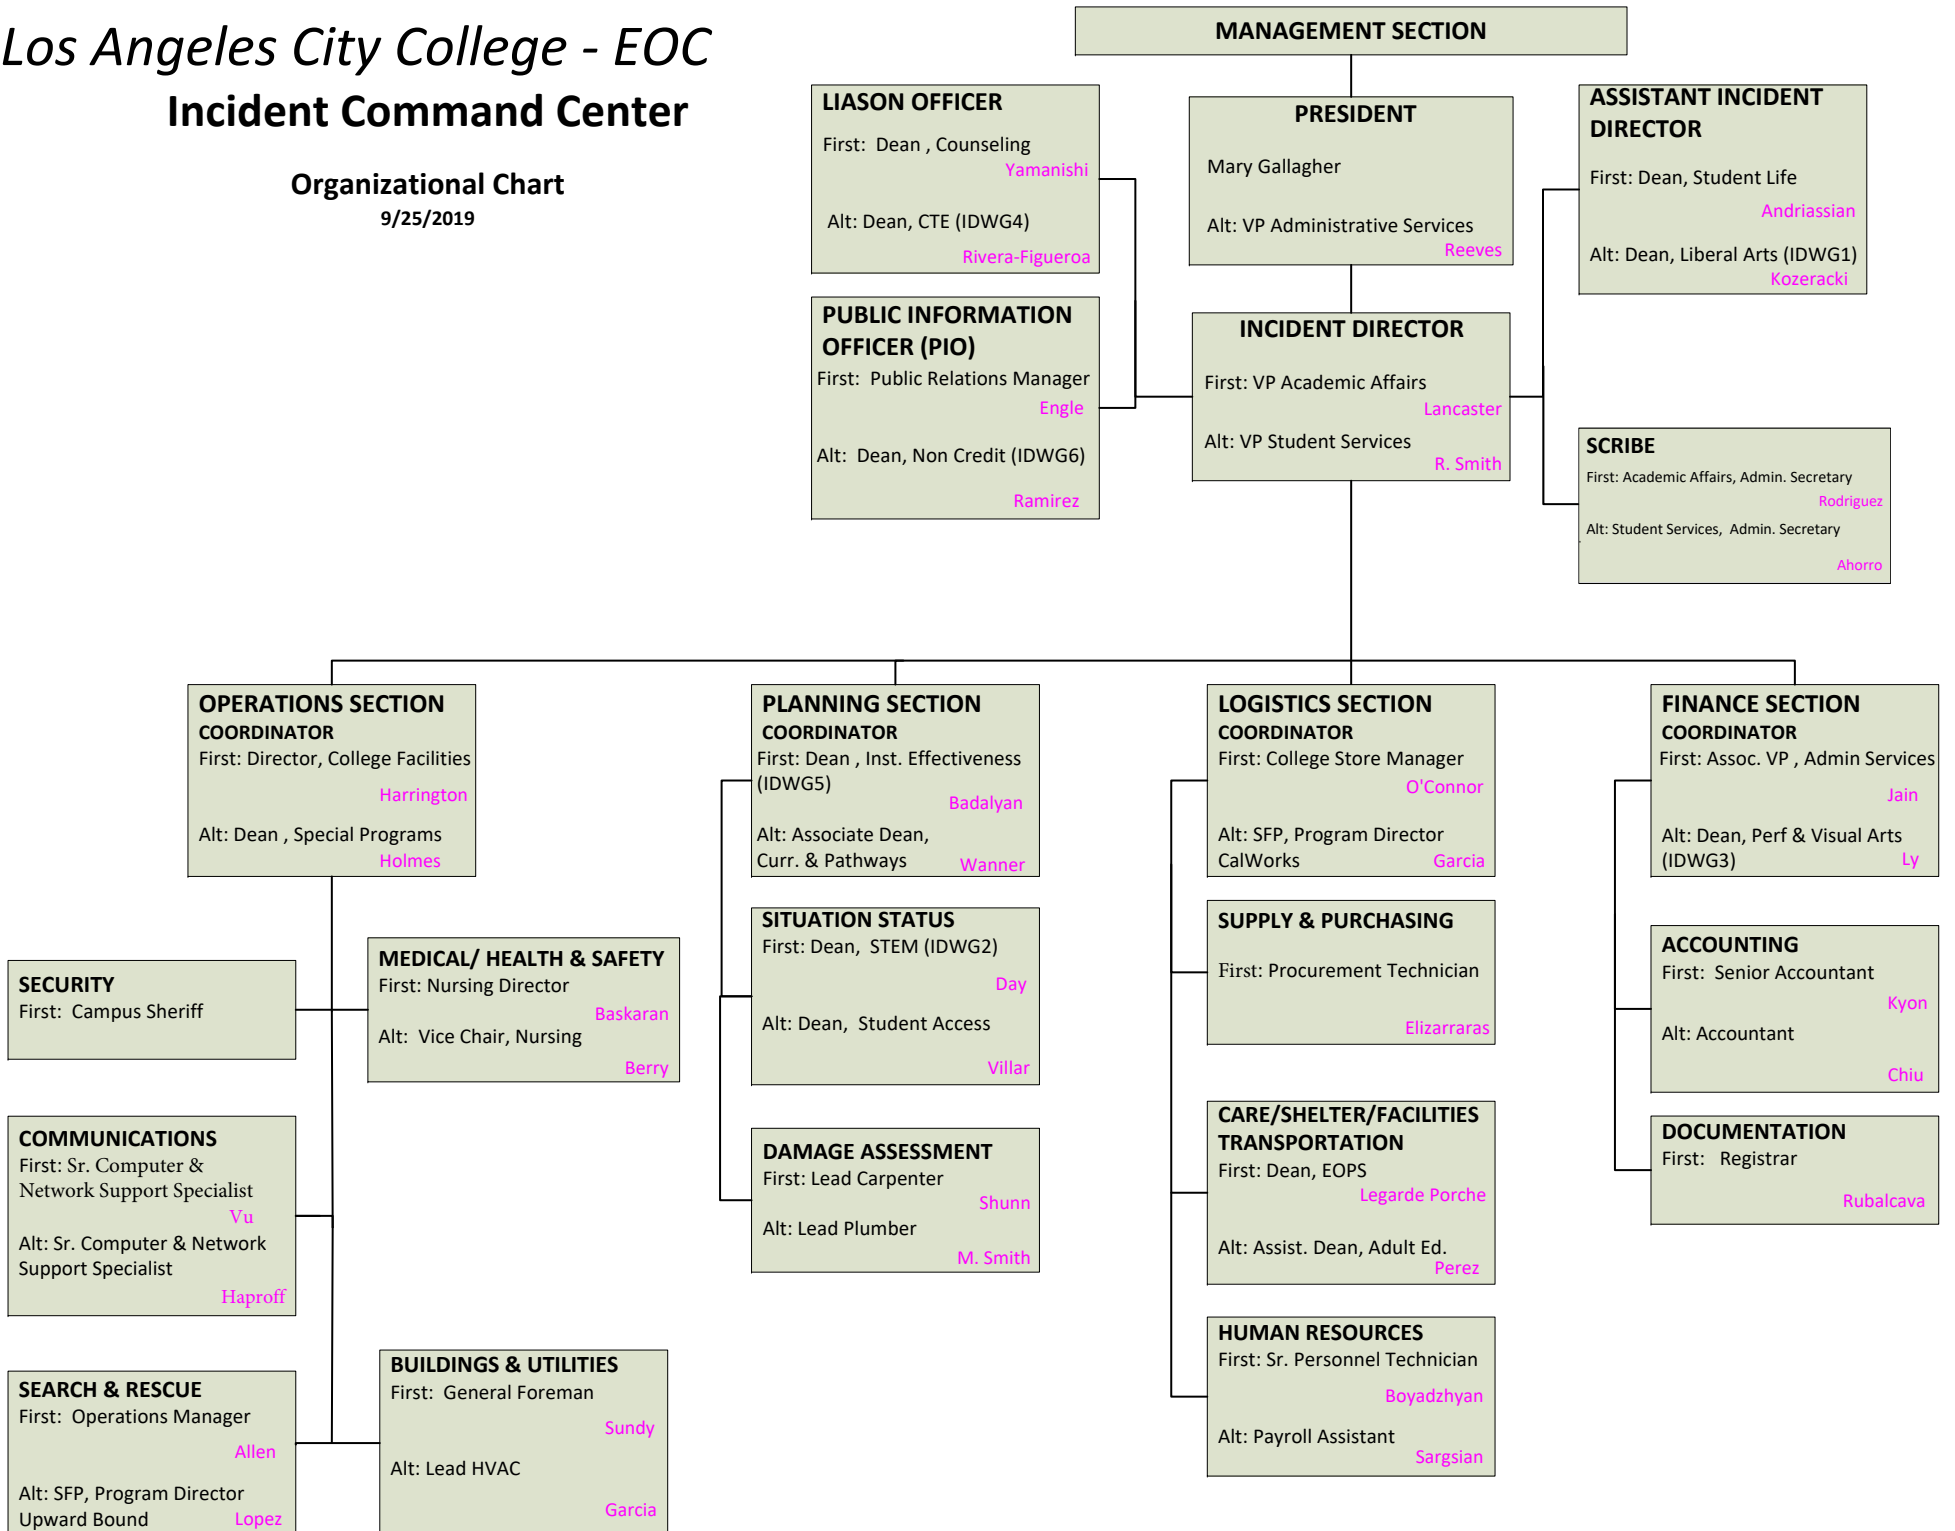 Los Angeles City College - EOC
Incident Command Center
Organizational Chart
9/25/2019
MANAGEMENT SECTION
LIASON OFFICER
First:  Dean , Counseling
Yamanishi
Alt: Dean, CTE (IDWG4)
Rivera-Figueroa
PRESIDENT
Mary Gallagher
Alt: VP Administrative Services
Reeves
ASSISTANT INCIDENT
DIRECTOR
First: Dean, Student Life
Andriassian
Alt: Dean, Liberal Arts (IDWG1)
Kozeracki
PUBLIC INFORMATION
OFFICER (PIO)
First:  Public Relations Manager
Engle
Alt:  Dean, Non Credit (IDWG6)
Ramirez
INCIDENT DIRECTOR
First: VP Academic Affairs
Lancaster
Alt: VP Student Services
R. Smith
SCRIBE
First: Academic Affairs, Admin. Secretary
Rodriguez
Alt: Student Services,  Admin. Secretary
Ahorro
OPERATIONS SECTION
COORDINATOR
First: Director, College Facilities
Harrington
Alt: Dean , Special Programs
Holmes
PLANNING SECTION
COORDINATOR
First: Dean , Inst. Effectiveness
(IDWG5)
Badalyan
Alt: Associate Dean,
Curr. & Pathways
Wanner
LOGISTICS SECTION
COORDINATOR
First: College Store Manager
O'Connor
Alt: SFP, Program Director
CalWorks
Garcia
FINANCE SECTION
COORDINATOR
First: Assoc. VP , Admin Services
Jain
Alt: Dean, Perf & Visual Arts
(IDWG3)
Ly
SECURITY
First:  Campus Sheriff
MEDICAL/ HEALTH & SAFETY
First: Nursing Director
Baskaran
Alt:  Vice Chair, Nursing
Berry
SITUATION STATUS
First: Dean,  STEM (IDWG2)
Day
Alt: Dean,  Student Access
Villar
SUPPLY & PURCHASING
First: Procurement Technician
Elizarraras
ACCOUNTING
First:  Senior Accountant
Kyon
Alt: Accountant
Chiu
COMMUNICATIONS
First: Sr. Computer &
Network Support Specialist
Vu
Alt: Sr. Computer & Network
Support Specialist
Haproff
DAMAGE ASSESSMENT
First: Lead Carpenter
Shunn
Alt: Lead Plumber
M. Smith
CARE/SHELTER/FACILITIES
TRANSPORTATION
First: Dean, EOPS
Legarde Porche
Alt: Assist. Dean, Adult Ed.
Perez
DOCUMENTATION
First:   Registrar
Rubalcava
SEARCH & RESCUE
First:  Operations Manager
Allen
Alt: SFP, Program Director
Upward Bound
Lopez
BUILDINGS & UTILITIES
First:  General Foreman
Sundy
Alt: Lead HVAC
Garcia
HUMAN RESOURCES
First: Sr. Personnel Technician
Boyadzhyan
Alt: Payroll Assistant
Sargsian